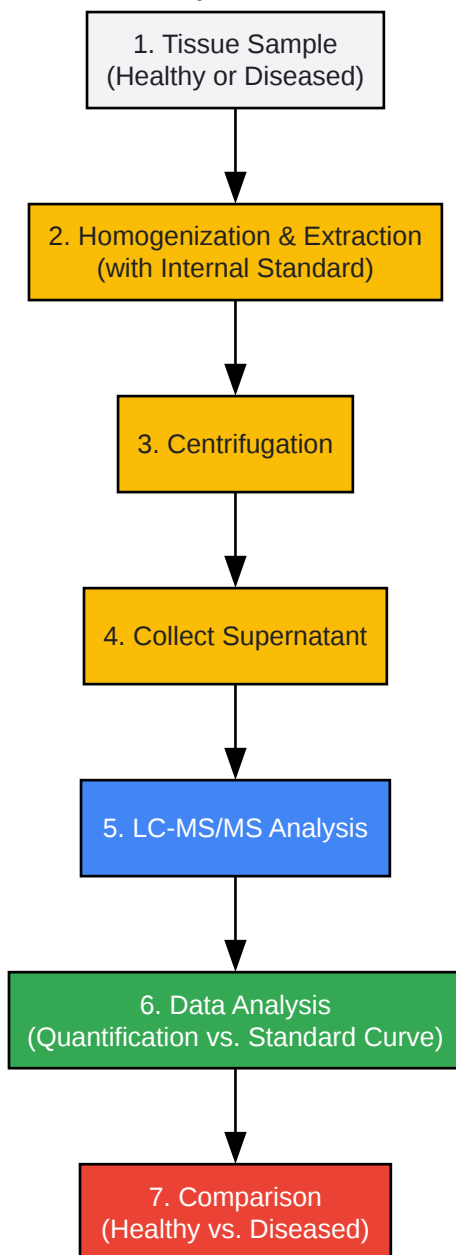 1. Tissue Sample
(Healthy or Diseased)
2. Homogenization & Extraction
(with Internal Standard)
3. Centrifugation
4. Collect Supernatant
5. LC-MS/MS Analysis
6. Data Analysis
(Quantification vs. Standard Curve)
7. Comparison
(Healthy vs. Diseased)